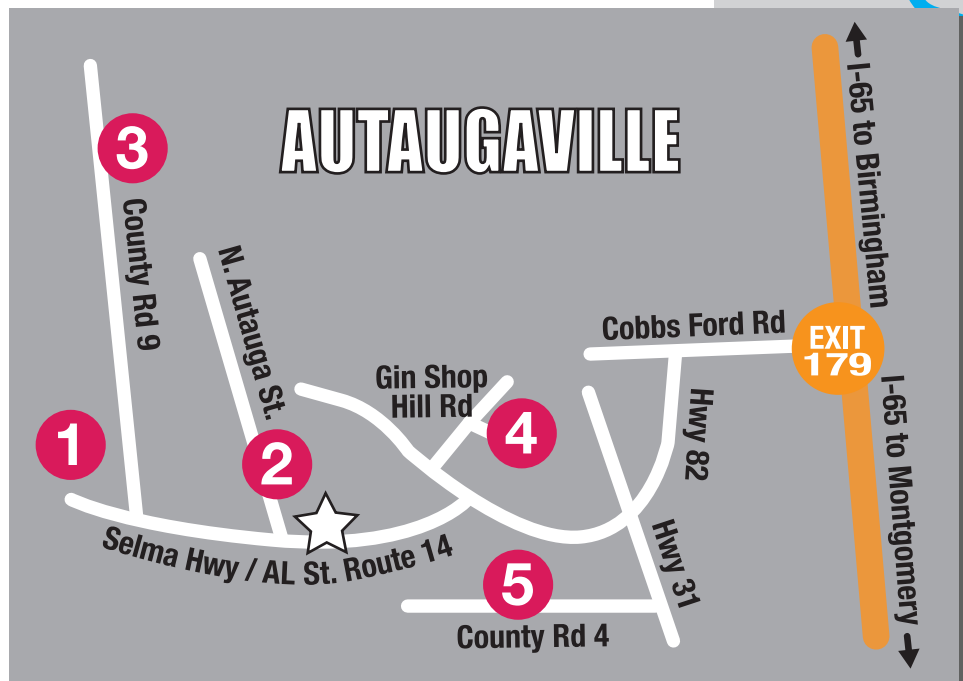 AUTAUGAVILLE
I-65 to Birmingham
3
County Rd 9
N. Autauga St.
Cobbs Ford Rd
EXIT
179
Gin Shop
Hill Rd
I-65 to Montgomery
Hwy 82
1
2
4
Selma Hwy / AL St. Route 14
Hwy 31
5
County Rd 4